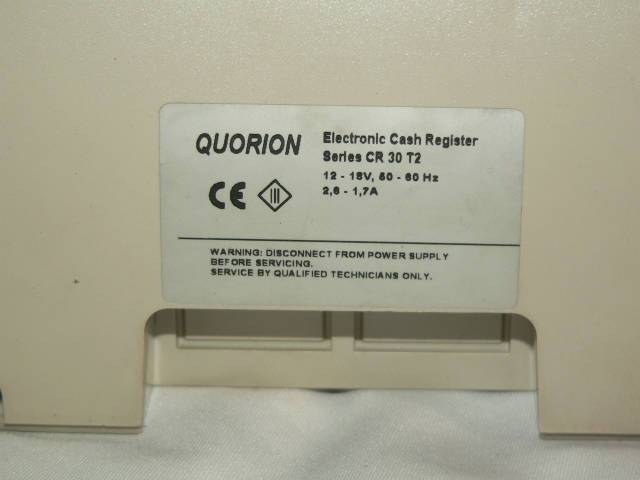 QUORION
Electronic Cash Register
Series CR 30 T2
12 - 18V, 50 - 60 Hz
2,6 - 1,7A
CE
III
WARNING: DISCONNECT FROM POWER SUPPLY
BEFORE SERVICING.
SERVICE BY QUALIFIED TECHNICIANS ONLY.